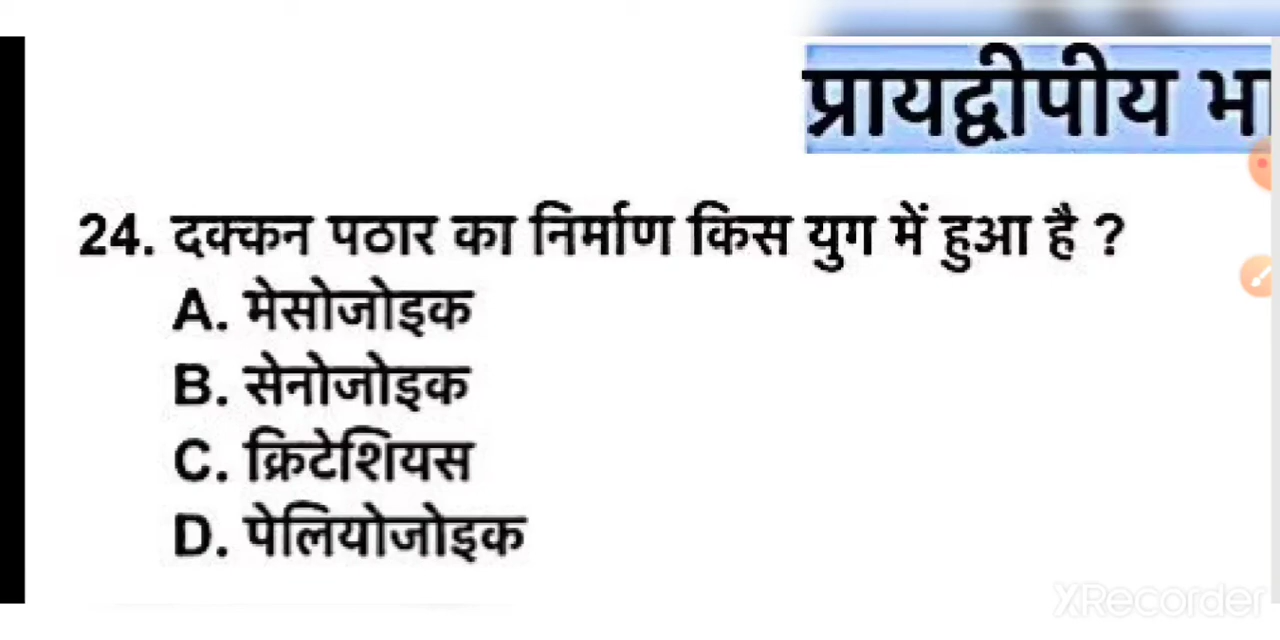 प्रायद्वीपीय भा
24. दक्कन पठार का निर्माण किस युग में हुआ है ?
A. मेसोजोइक
B. सेनोजोइक
C. क्रिटेशियस
D. पेलियोजोइक
XRecorder